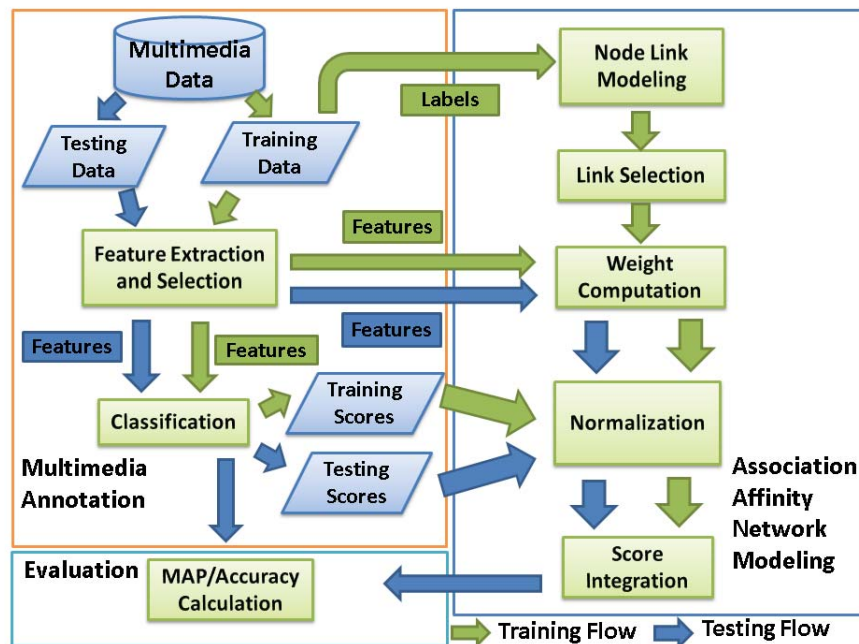 Multimedia
Data
Testing
Data
Training
Data
Labels
Node Link
Modeling
Link Selection
Feature Extraction
and Selection
Features
Features
Weight
Computation
Features
Features
Classification
Training
Scores
Testing
Scores
Normalization
Multimedia
Annotation
Association
Affinity
Network
Modeling
Evaluation
MAP/Accuracy
Calculation
Score
Integration
Training Flow
Testing Flow